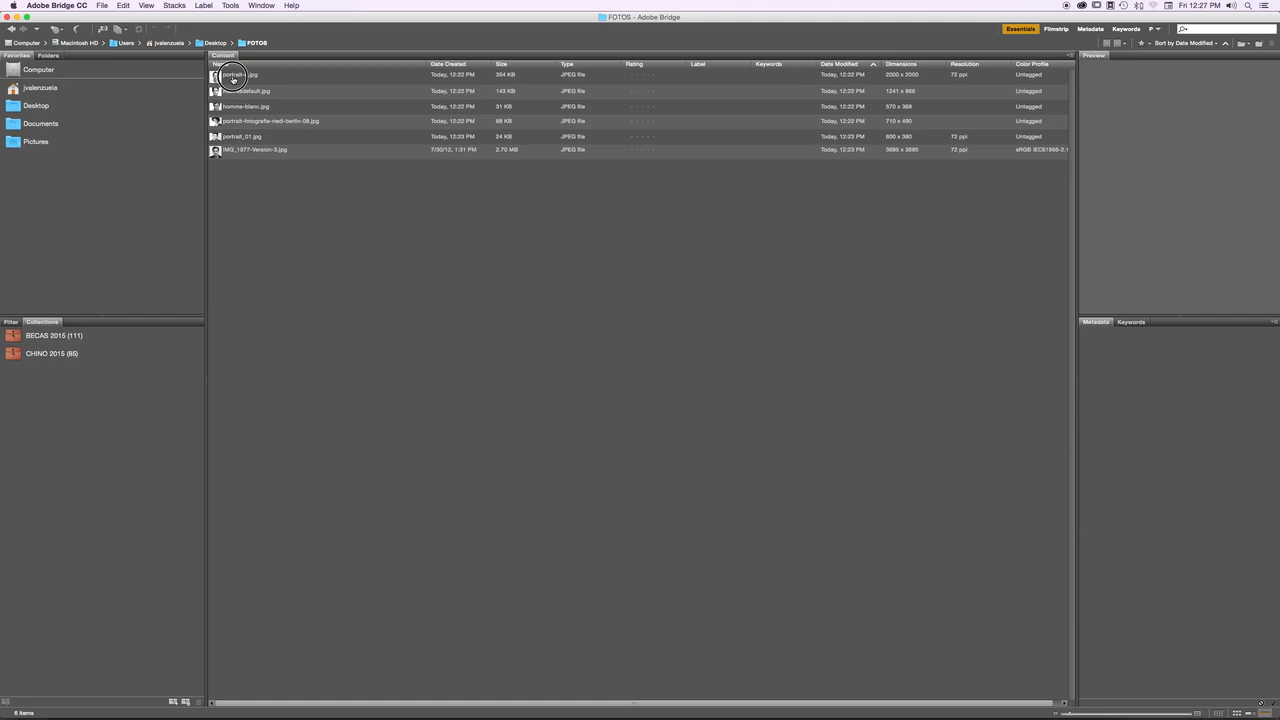 Adobe Bridge CC File Edit View Stacks Label Tools Window Help Fri 12:27 PM
FOTOS - Adobe Bridge
Essentials Filmstrip Metadata Keywords P
Computer Macintosh HD Users jvalenzuela Desktop FOTOS Sort by Date Modified
Favorites Folders Content Preview
Name Date Created Size Type Rating Label Keywords Date Modified Dimensions Resolution Color Profile
Computer
jvalenzuela
Desktop
Documents
Pictures
.jpg Today, 12:22 PM 354 KB JPEG file Today, 12:22 PM 2000 x 2000 72 ppi Untagged
default.jpg Today, 12:22 PM 143 KB JPEG file Today, 12:22 PM 1241 x 868 Untagged
homme-blanc.jpg Today, 12:22 PM 31 KB JPEG file Today, 12:22 PM 570 x 368 Untagged
portrait-fotografie-riedl-berlin-08.jpg Today, 12:22 PM 88 KB JPEG file Today, 12:22 PM 710 x 490 Untagged
portrait_01.jpg Today, 12:23 PM 24 KB JPEG file Today, 12:23 PM 600 x 380 72 ppi Untagged
IMG_1977-Version-3.jpg 7/30/12, 1:31 PM 2.70 MB JPEG file Today, 12:23 PM 3685 x 3685 72 ppi sRGB IEC61966-2.1
Filter Collections
BECAS 2015 (111)
CHINO 2015 (85)
Metadata Keywords
6 items